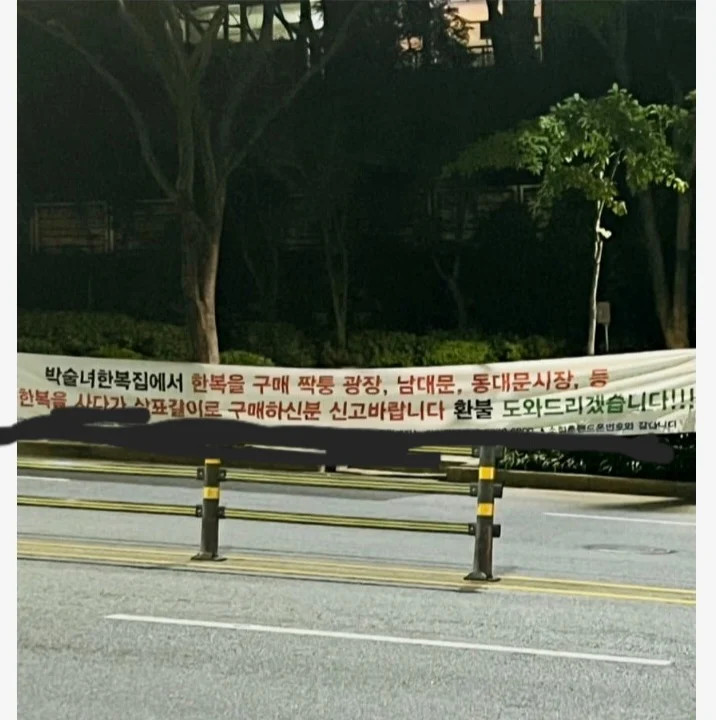 박술녀한복집에서 한복을 구매 짝퉁 광장, 남대문, 동대문시장, 등
한복을 사다가 상표갈이로 구매하신분 신고바랍니다 환불 도와드리겠습니다!!!